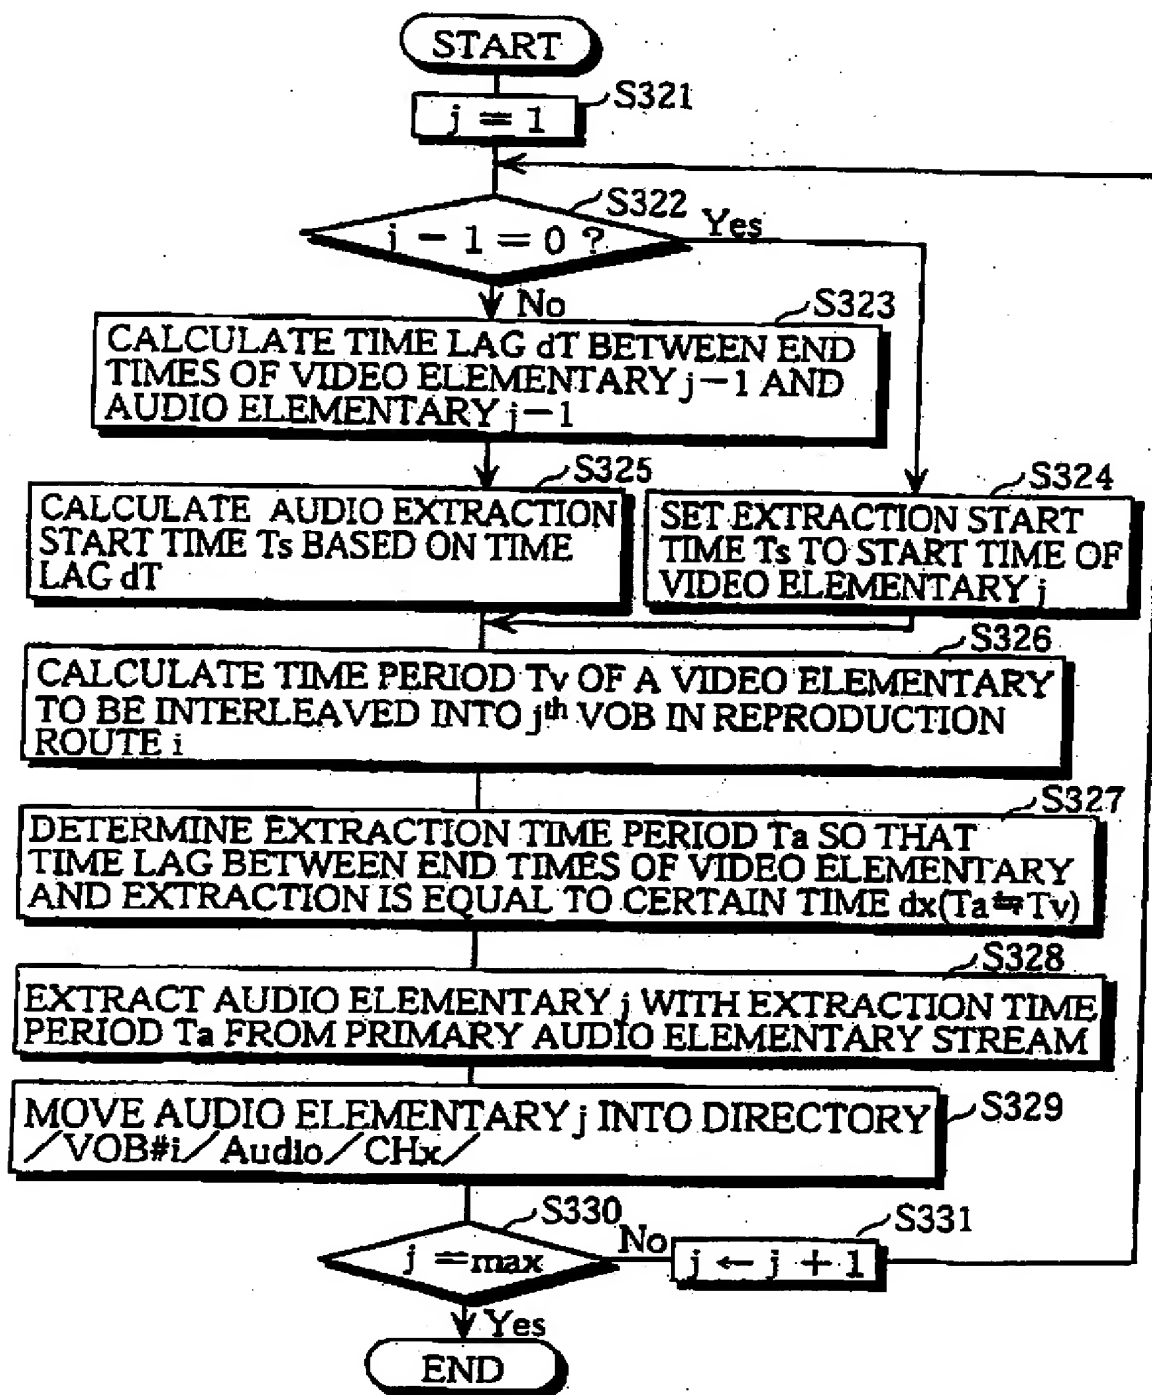 START
S321
j = 1
S322
j - 1 = 0 ?
Yes
No
S323
CALCULATE TIME LAG dT BETWEEN END
TIMES OF VIDEO ELEMENTARY j-1 AND
AUDIO ELEMENTARY j-1
S325
CALCULATE AUDIO EXTRACTION
START TIME Ts BASED ON TIME
LAG dT
S324
SET EXTRACTION START
TIME Ts TO START TIME OF
VIDEO ELEMENTARY j
S326
CALCULATE TIME PERIOD Tv OF A VIDEO ELEMENTARY
TO BE INTERLEAVED INTO jth VOB IN REPRODUCTION
ROUTE i
S327
DETERMINE EXTRACTION TIME PERIOD Ta SO THAT
TIME LAG BETWEEN END TIMES OF VIDEO ELEMENTARY
AND EXTRACTION IS EQUAL TO CERTAIN TIME dx(Ta≒Tv)
S328
EXTRACT AUDIO ELEMENTARY j WITH EXTRACTION TIME
PERIOD Ta FROM PRIMARY AUDIO ELEMENTARY STREAM
S329
MOVE AUDIO ELEMENTARY j INTO DIRECTORY
/VOB#i/Audio/CHx/
S330
j =max
No
S331
j ← j + 1
Yes
END